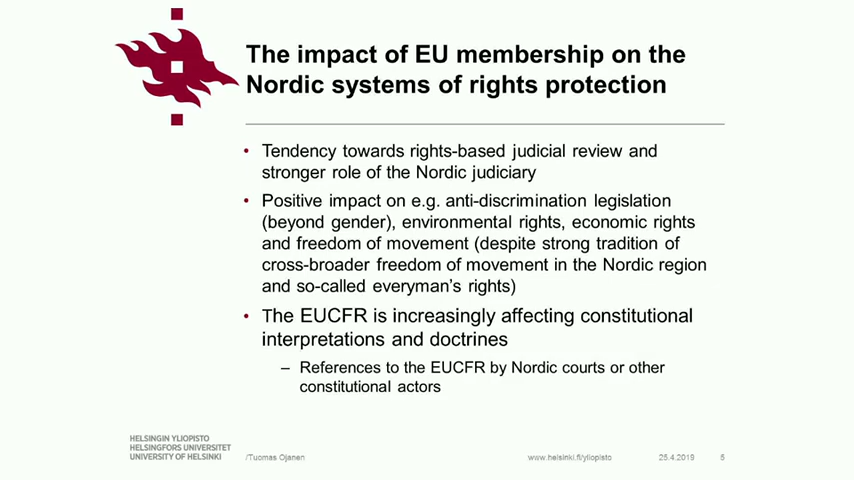 The impact of EU membership on the
Nordic systems of rights protection
• Tendency towards rights-based judicial review and
stronger role of the Nordic judiciary
• Positive impact on e.g. anti-discrimination legislation
(beyond gender), environmental rights, economic rights
and freedom of movement (despite strong tradition of
cross-broader freedom of movement in the Nordic region
and so-called everyman's rights)
• The EUCFR is increasingly affecting constitutional
interpretations and doctrines
– References to the EUCFR by Nordic courts or other
constitutional actors
HELSINGIN YLIOPISTO
HELSINGFORS UNIVERSITET
UNIVERSITY OF HELSINKI
/Tuomas Ojanen
www.helsinki.fi/yliopisto
25.4.2019
5